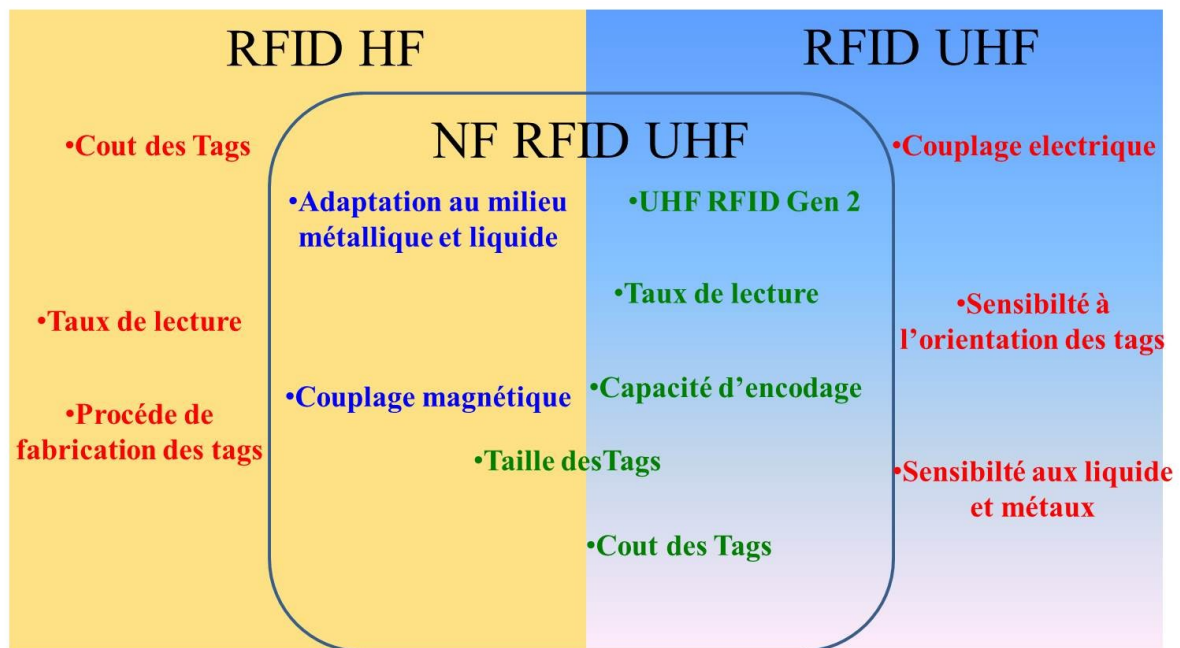 RFID HF
RFID UHF
NF RFID UHF
•Cout des Tags
•Taux de lecture
•Procéde de
fabrication des tags
•Adaptation au milieu
métallique et liquide
•Couplage magnétique
•UHF RFID Gen 2
•Taux de lecture
•Capacité d’encodage
•Taille desTags
•Cout des Tags
•Couplage electrique
•Sensibilté à
l’orientation des tags
•Sensibilté aux liquide
et métaux